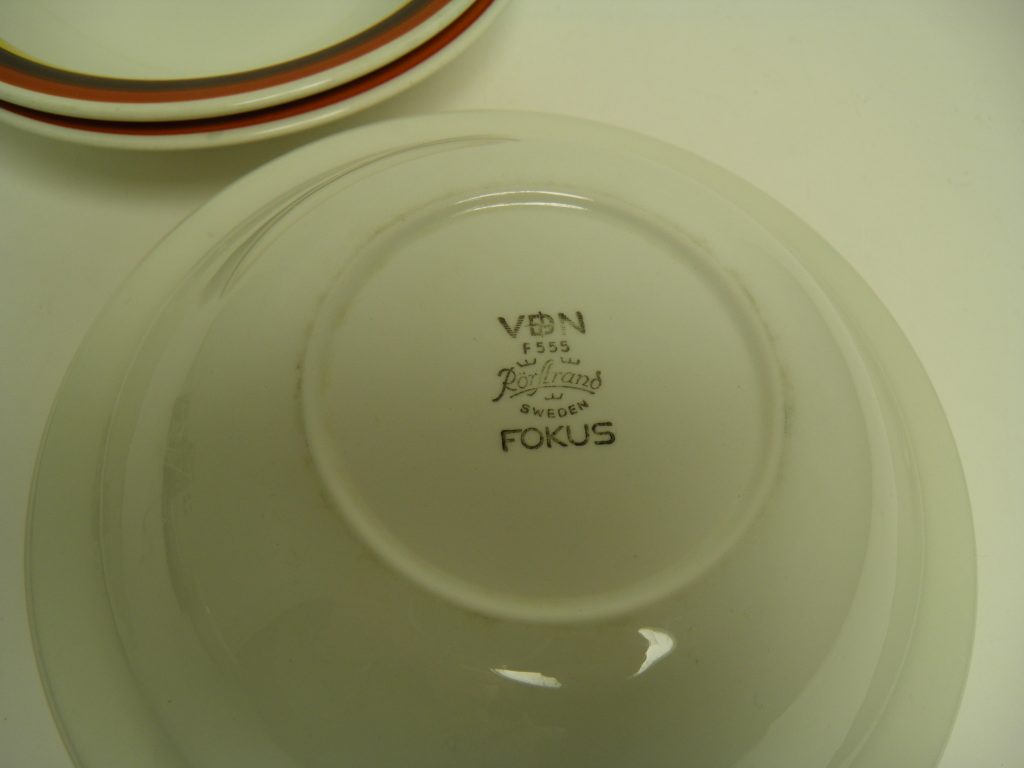 VDN
F555
Rörstrand
SWEDEN
FOKUS